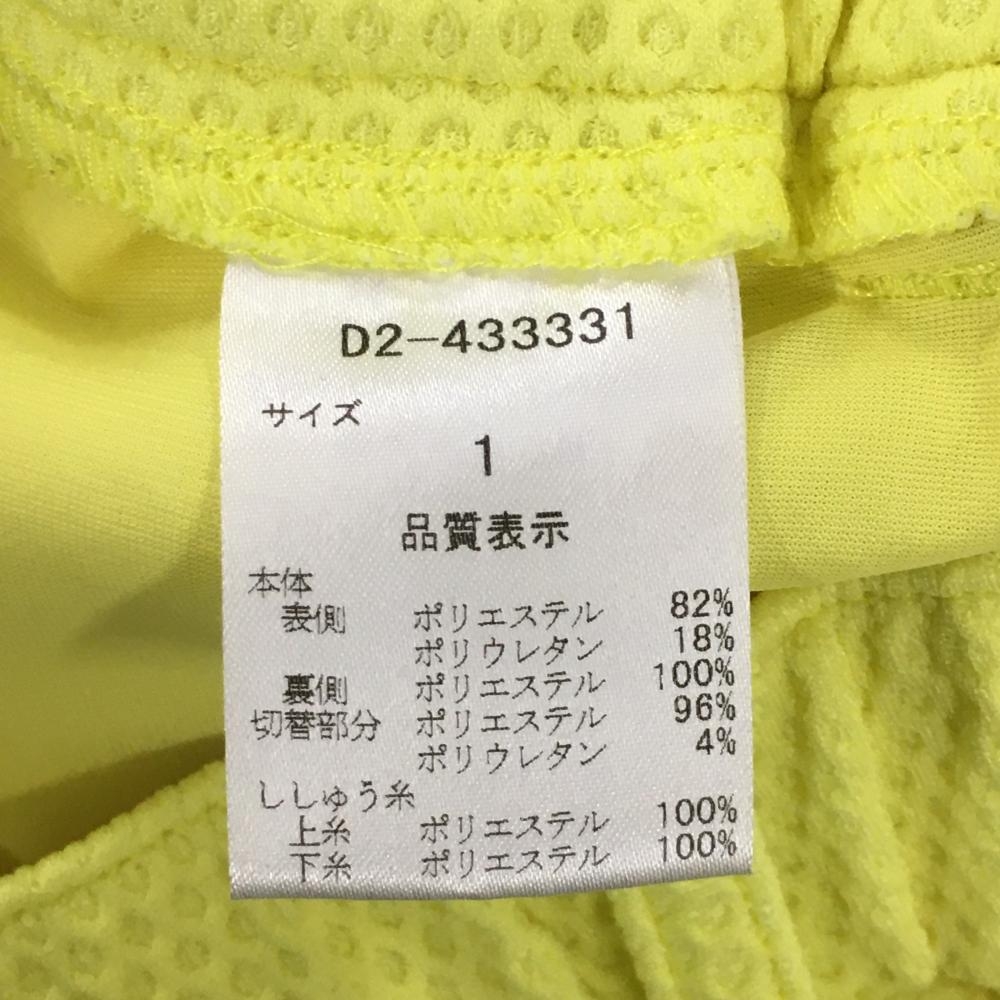 D2-433331
サイズ
1
品質表示
本体
表側 ポリエステル 82%
ポリウレタン 18%
裏側 ポリエステル 100%
切替部分 ポリエステル 96%
ポリウレタン 4%
ししゅう糸
上糸 ポリエステル 100%
下糸 ポリエステル 100%